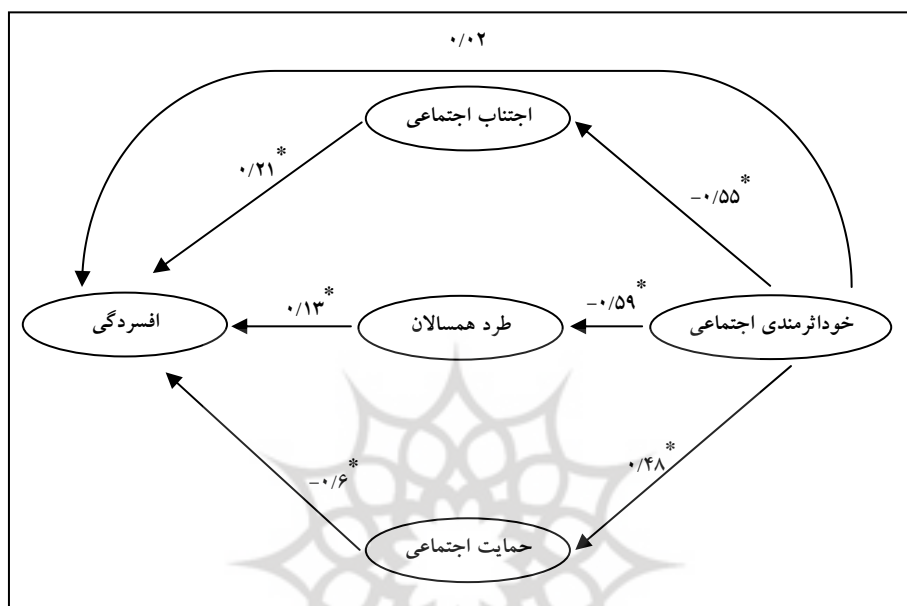 ۰/۰۲
اجتناب اجتماعی
۰/۲۱*
-۰/۵۵*
افسردگی
۰/۱۳*
طرد همسالان
-۰/۵۹*
خوداثرمندی اجتماعی
-۰/۶*
۰/۴۸*
حمایت اجتماعی